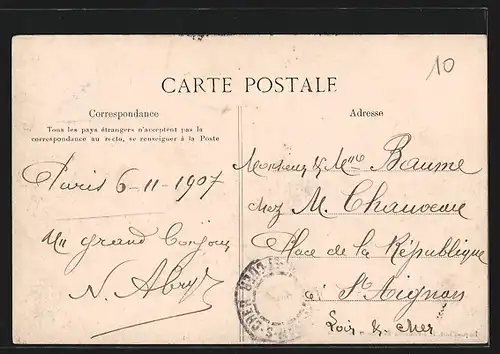 10
CARTE POSTALE
Correspondance
Tous les pays étrangers n'acceptent pas la
correspondance au recto, se renseigner à la Poste
Paris 6-11-1907
Un grand bonjour
N. Abry
Adresse
Monsieur & Mme Baume
chez M. Chauveau
Place de la République
à St Aignan
Loir-&-cher